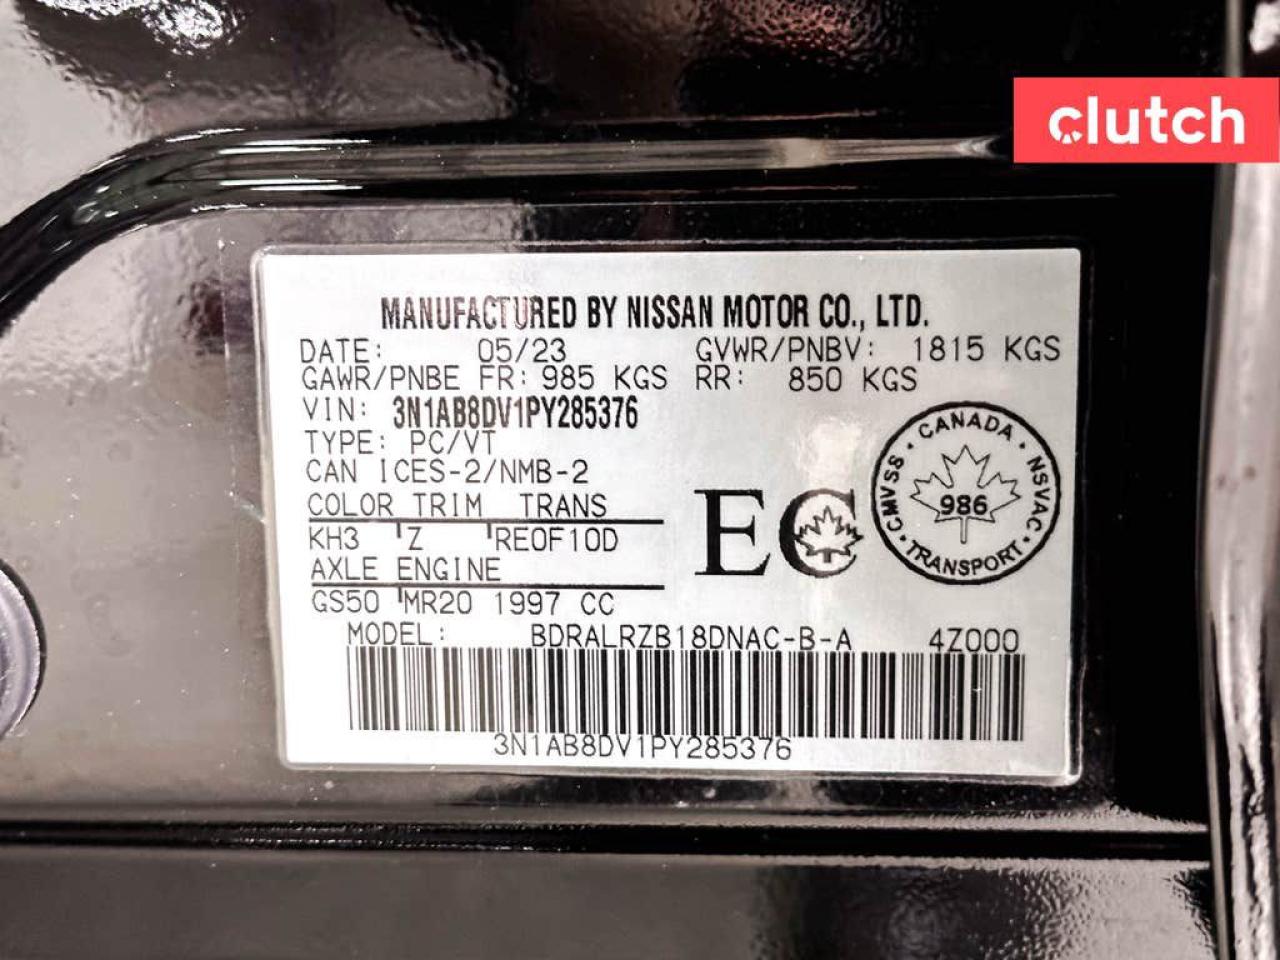 clutch
MANUFACTURED BY NISSAN MOTOR CO., LTD.
DATE: 05/23 GVWR/PNBV: 1815 KGS
GAWR/PNBE FR: 985 KGS RR: 850 KGS
VIN: 3N1AB8DV1PY285376
TYPE: PC/VT
CAN ICES-2/NMB-2
COLOR TRIM TRANS
KH3 Z RE0F10D
AXLE ENGINE
GS50 MR20 1997 CC
EC
CANADA
CMVSS
NSVAC
986
TRANSPORT
MODEL: BDRALRZB18DNAC-B-A 4Z000
3N1AB8DV1PY285376